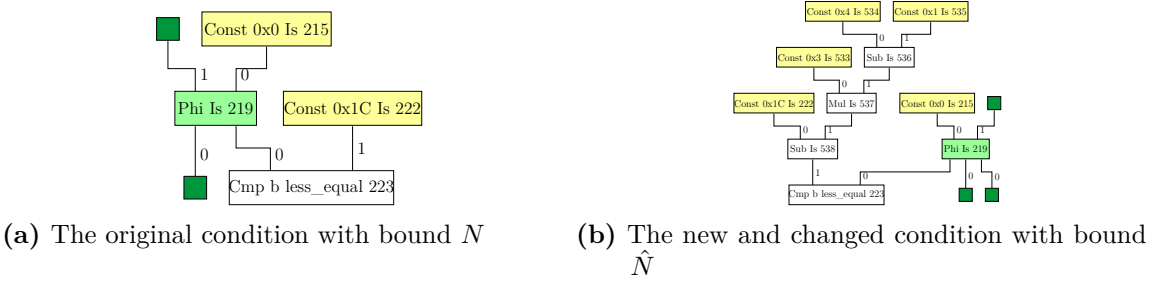 Const 0x0 Is 215
1
0
Phi Is 219
Const 0x1C Is 222
0
0
1
Cmp b less_equal 223
(a) The original condition with bound N
Const 0x4 Is 534
Const 0x1 Is 535
0
1
Const 0x3 Is 533
Sub Is 536
0
1
Const 0x1C Is 222
Mul Is 537
Const 0x0 Is 215
0
1
0
1
Sub Is 538
Phi Is 219
1
0
0
0
Cmp b less_equal 223
(b) The new and changed condition with bound
N̂